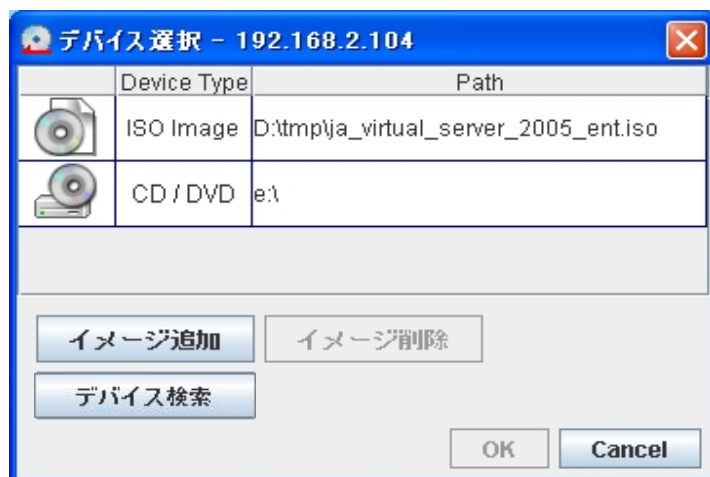 デバイス選択 - 192.168.2.104
Device Type Path
ISO Image D:\tmp\ja_virtual_server_2005_ent.iso
CD / DVD e:\
イメージ追加 イメージ削除
デバイス検索
OK Cancel